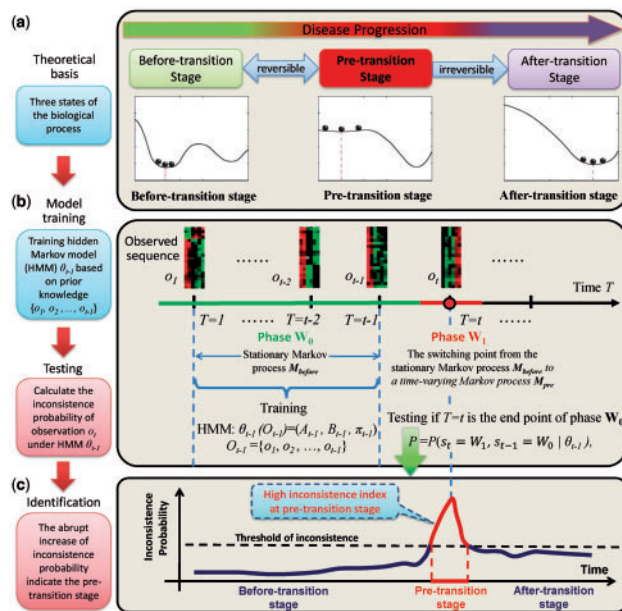 (a)
Theoretical
basis
Three states of
the biological
process
Disease Progression
Before-transition
Stage
reversible
Pre-transition
Stage
irreversible
After-transition
Stage
Before-transition stage
Pre-transition stage
After-transition stage
(b)
Model
training
Training hidden
Markov model
(HMM) θt-1 based
on prior
knowledge
{o1, o2 , ..., ot-1}
Testing
Calculate the
inconsistence
probability of
observation ot
under HMM θt-1
Observed
sequence
o1
......
ot-2
ot-1
ot
......
Time T
T=1
......
T=t-2
T=t-1
T=t
......
Phase W0
Phase W1
Stationary Markov
process Mbefore
The switching point from the
stationary Markov process Mbefore to
a time-varying Markov process Mpre
Training
HMM: θt-1 (Ot-1)=(At-1, Bt-1, πt-1)
Ot-1 ={o1, o2 , ..., ot-1}
Testing if T=t is the end point of phase W0
P =P(st = W1, st-1 = W0 | θt-1),
(c)
Identification
The abrupt
increase of
inconsistence
probability
indicate the pre-
transition stage
Inconsistence
Probability
High inconsistence index
at pre-transition stage
Threshold of inconsistence
Time
Before-transition
stage
Pre-transition
stage
After-transition
stage